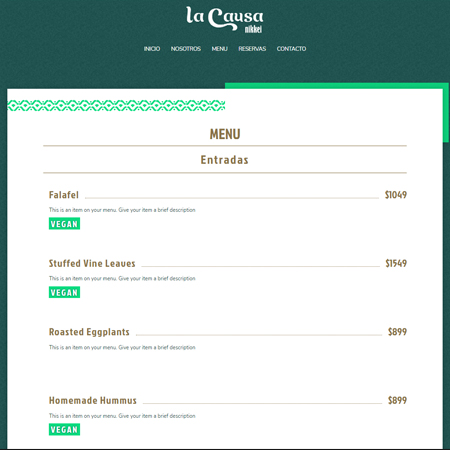 la Causa
nikkei
INICIO NOSOTROS MENU RESERVAS CONTACTO
MENU
Entradas
Falafel $1049
This is an item on your menu. Give your item a brief description
VEGAN
Stuffed Vine Leaves $1549
This is an item on your menu. Give your item a brief description
VEGAN
Roasted Eggplants $899
This is an item on your menu. Give your item a brief description
Homemade Hummus $899
This is an item on your menu. Give your item a brief description
VEGAN